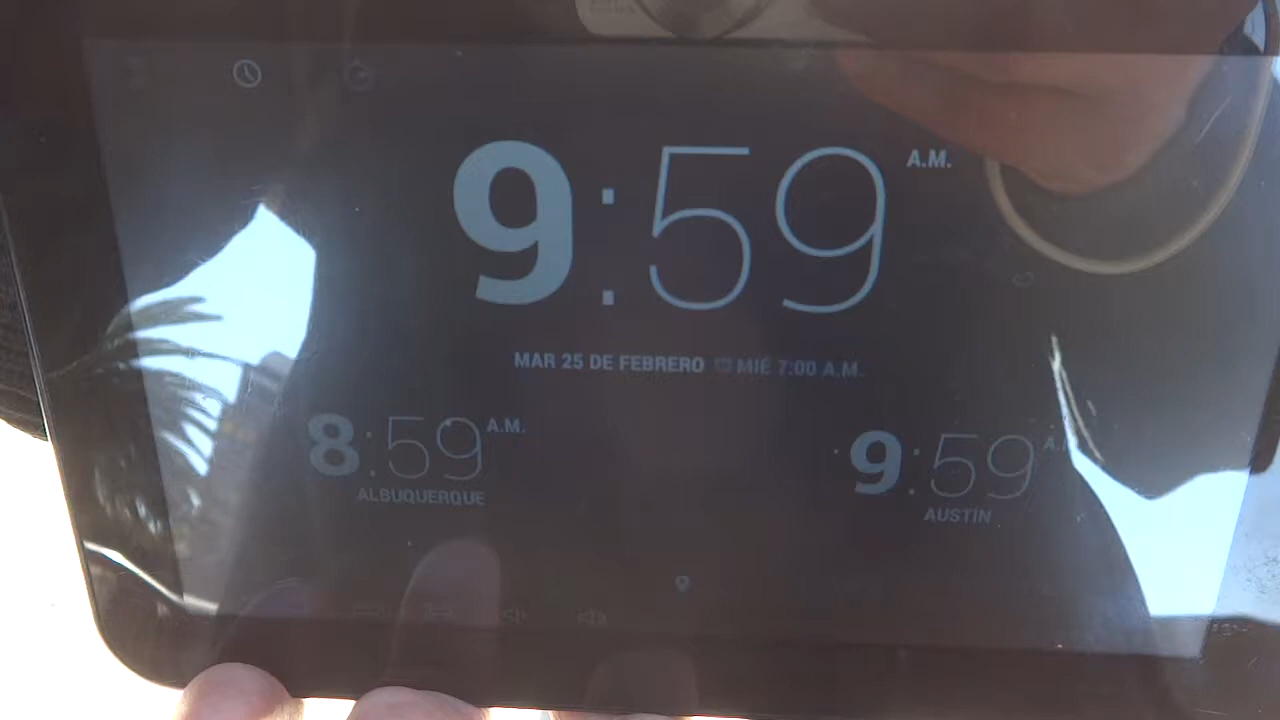 9:59 A.M.
MAR 25 DE FEBRERO MIÉ 7:00 A.M.
8:59 A.M.
ALBUQUERQUE
9:59 A.
AUSTIN